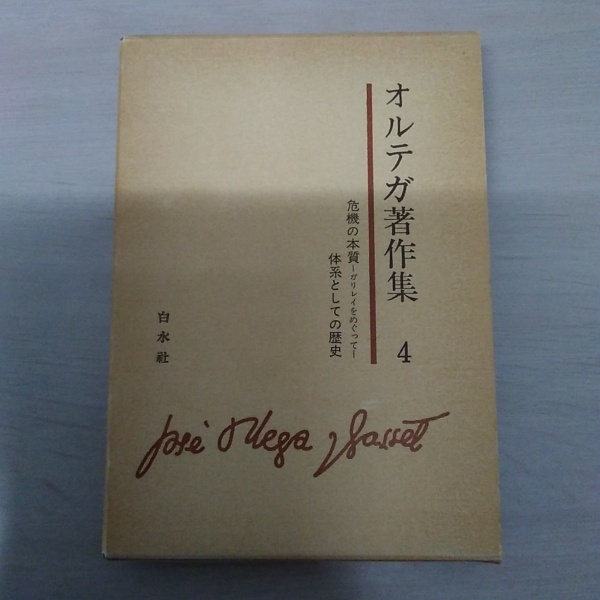 オルテガ著作集 4
危機の本質―ガリレイをめぐって―
体系としての歴史
白水社
José Ortega y Gasset